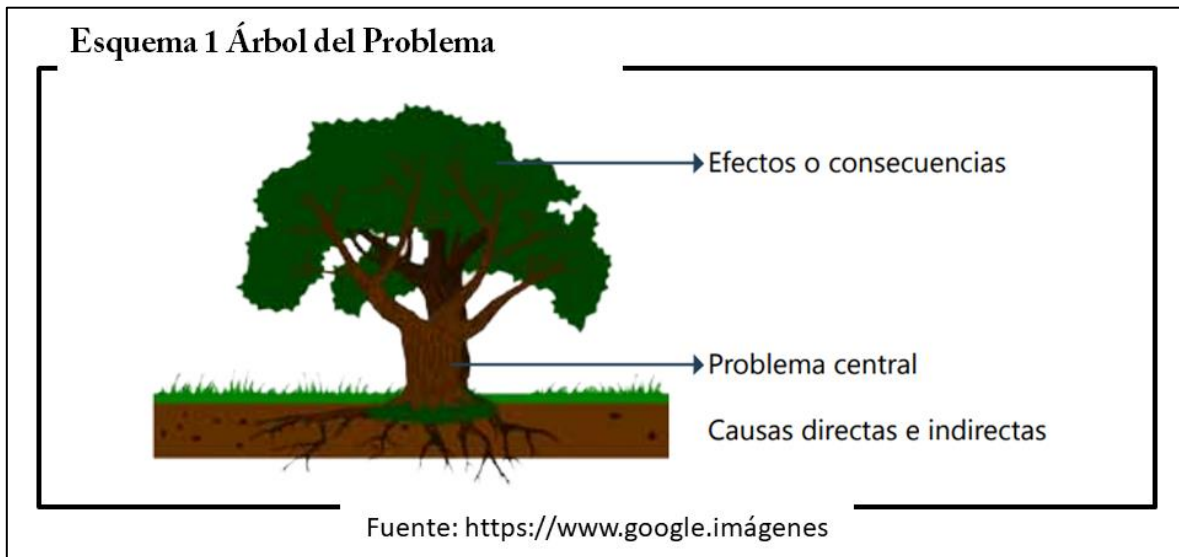 Esquema 1 Árbol del Problema
Efectos o consecuencias
Problema central
Causas directas e indirectas
Fuente: https://www.google.imágenes